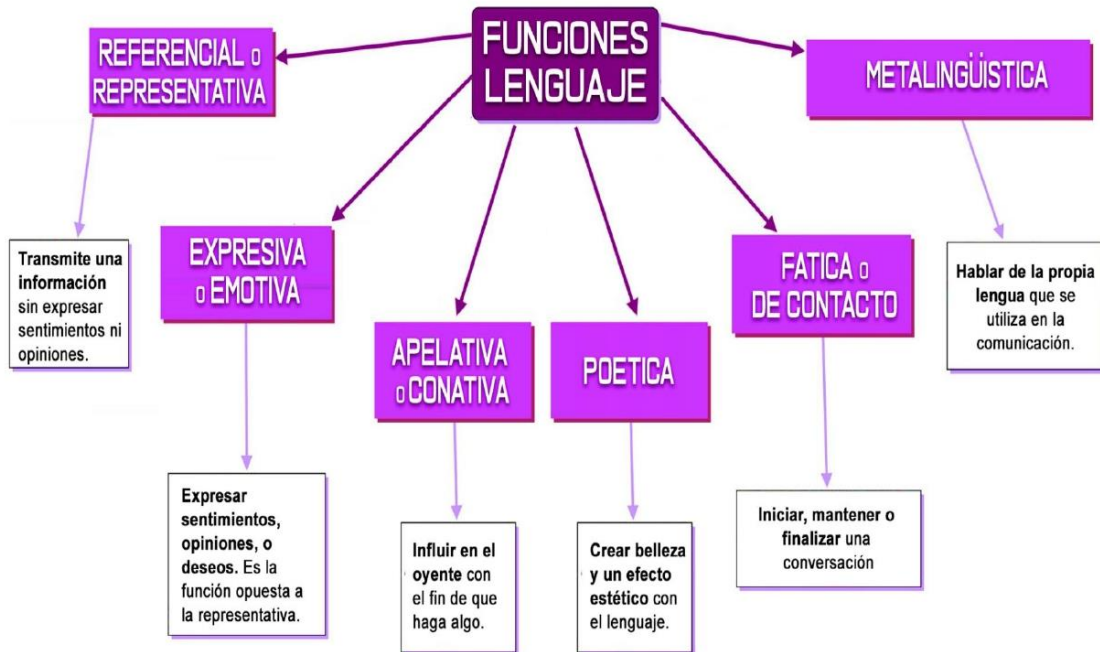 FUNCIONES
LENGUAJE
REFERENCIAL o
REPRESENTATIVA
METALINGÜÍSTICA
EXPRESIVA
o EMOTIVA
FATICA o
DE CONTACTO
APELATIVA
o CONATIVA
POETICA
Transmite una
información
sin expresar
sentimientos ni
opiniones.
Hablar de la propia
lengua que se
utiliza en la
comunicación.
Expresar
sentimientos,
opiniones, o
deseos. Es la
función opuesta a
la representativa.
Influir en el
oyente con
el fin de que
haga algo.
Crear belleza
y un efecto
estético con
el lenguaje.
Iniciar, mantener o
finalizar una
conversación